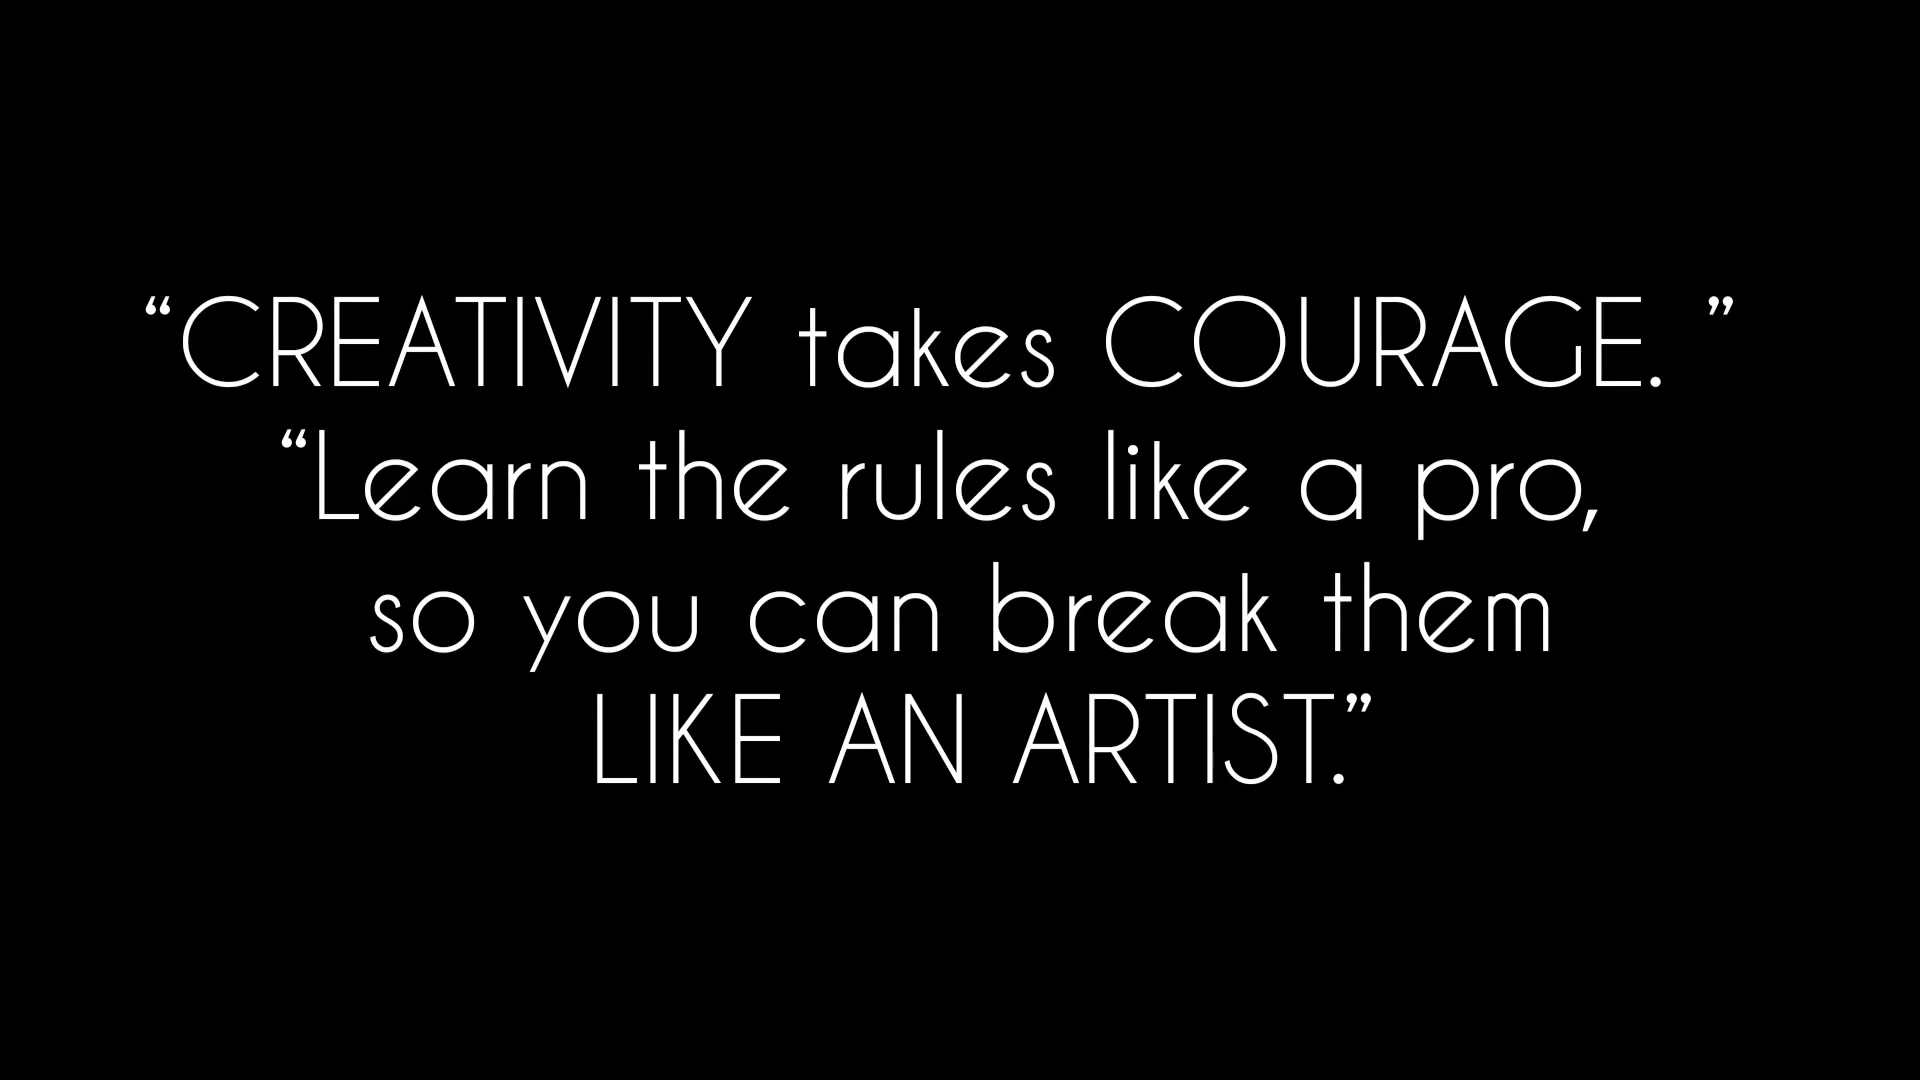 “CREATIVITY takes COURAGE. ”
“Learn the rules like a pro,
so you can break them
LIKE AN ARTIST.”